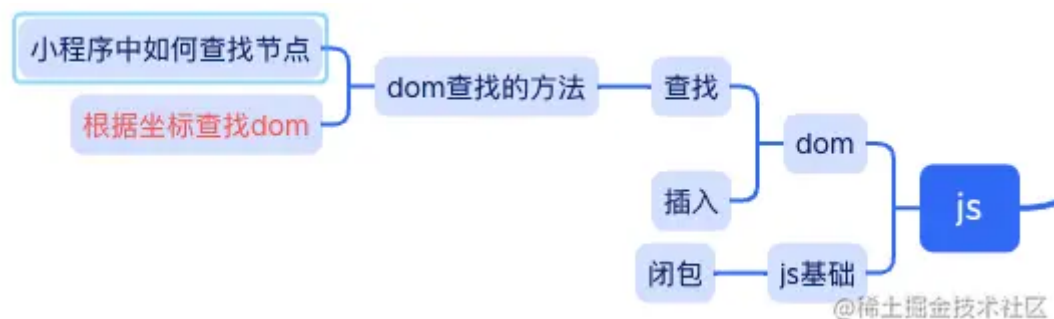 小程序中如何查找节点
根据坐标查找dom
dom查找的方法
查找
插入
dom
闭包
js基础
js
@稀土掘金技术社区